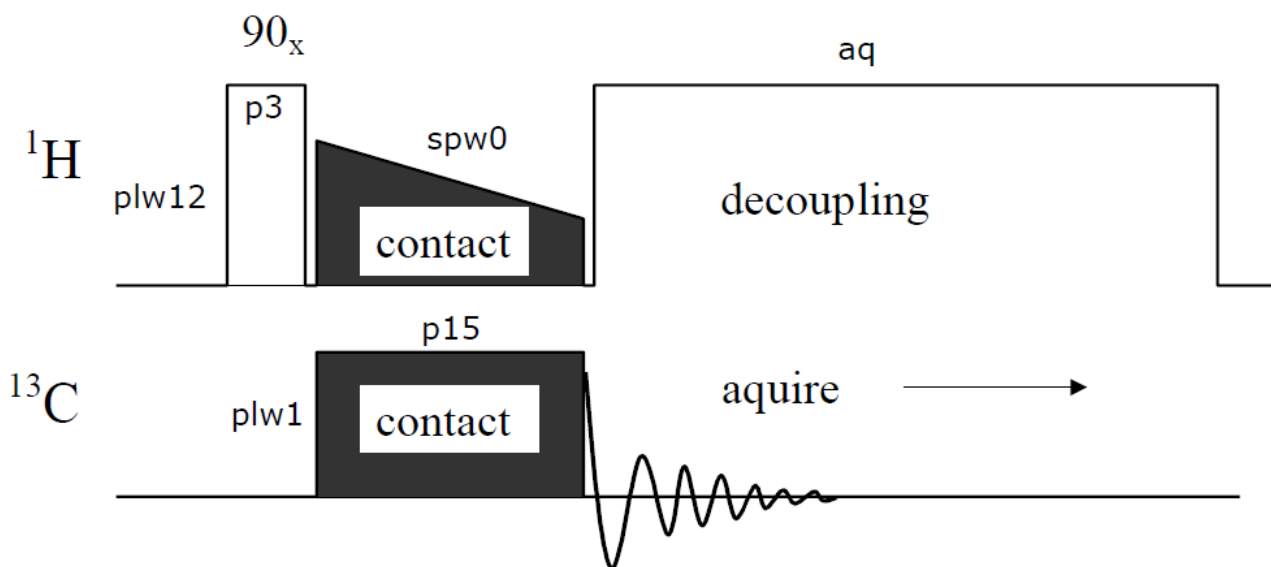 90x
aq
p3
¹H
spw0
plw12
decoupling
contact
p15
¹³C
aquire
plw1
contact